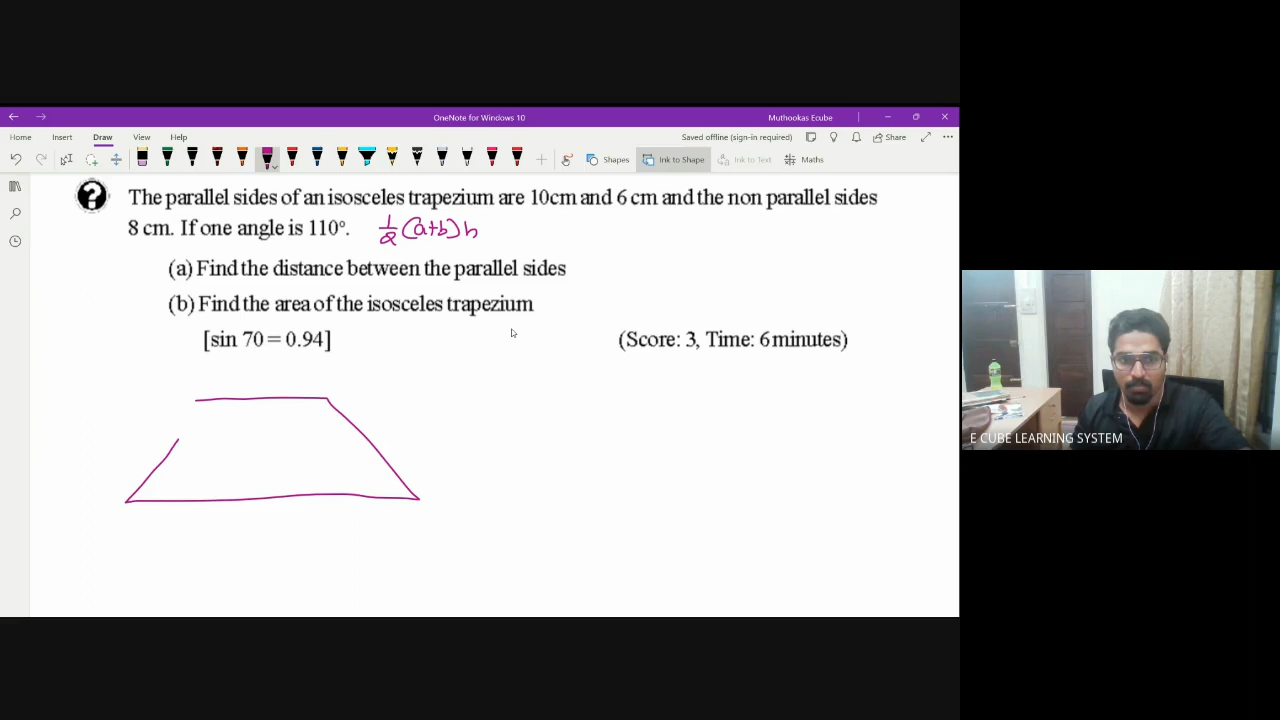 OneNote for Windows 10
Muthookas Ecube
Home Insert Draw View Help
Saved offline (sign-in required)
Share
Shapes
Ink to Shape
Ink to Text
Maths
?
The parallel sides of an isosceles trapezium are 10cm and 6 cm and the non parallel sides
8 cm. If one angle is 110°. 1/2 (a+b) h
(a) Find the distance between the parallel sides
(b) Find the area of the isosceles trapezium
[sin 70 = 0.94] (Score: 3, Time: 6 minutes)
E CUBE LEARNING SYSTEM